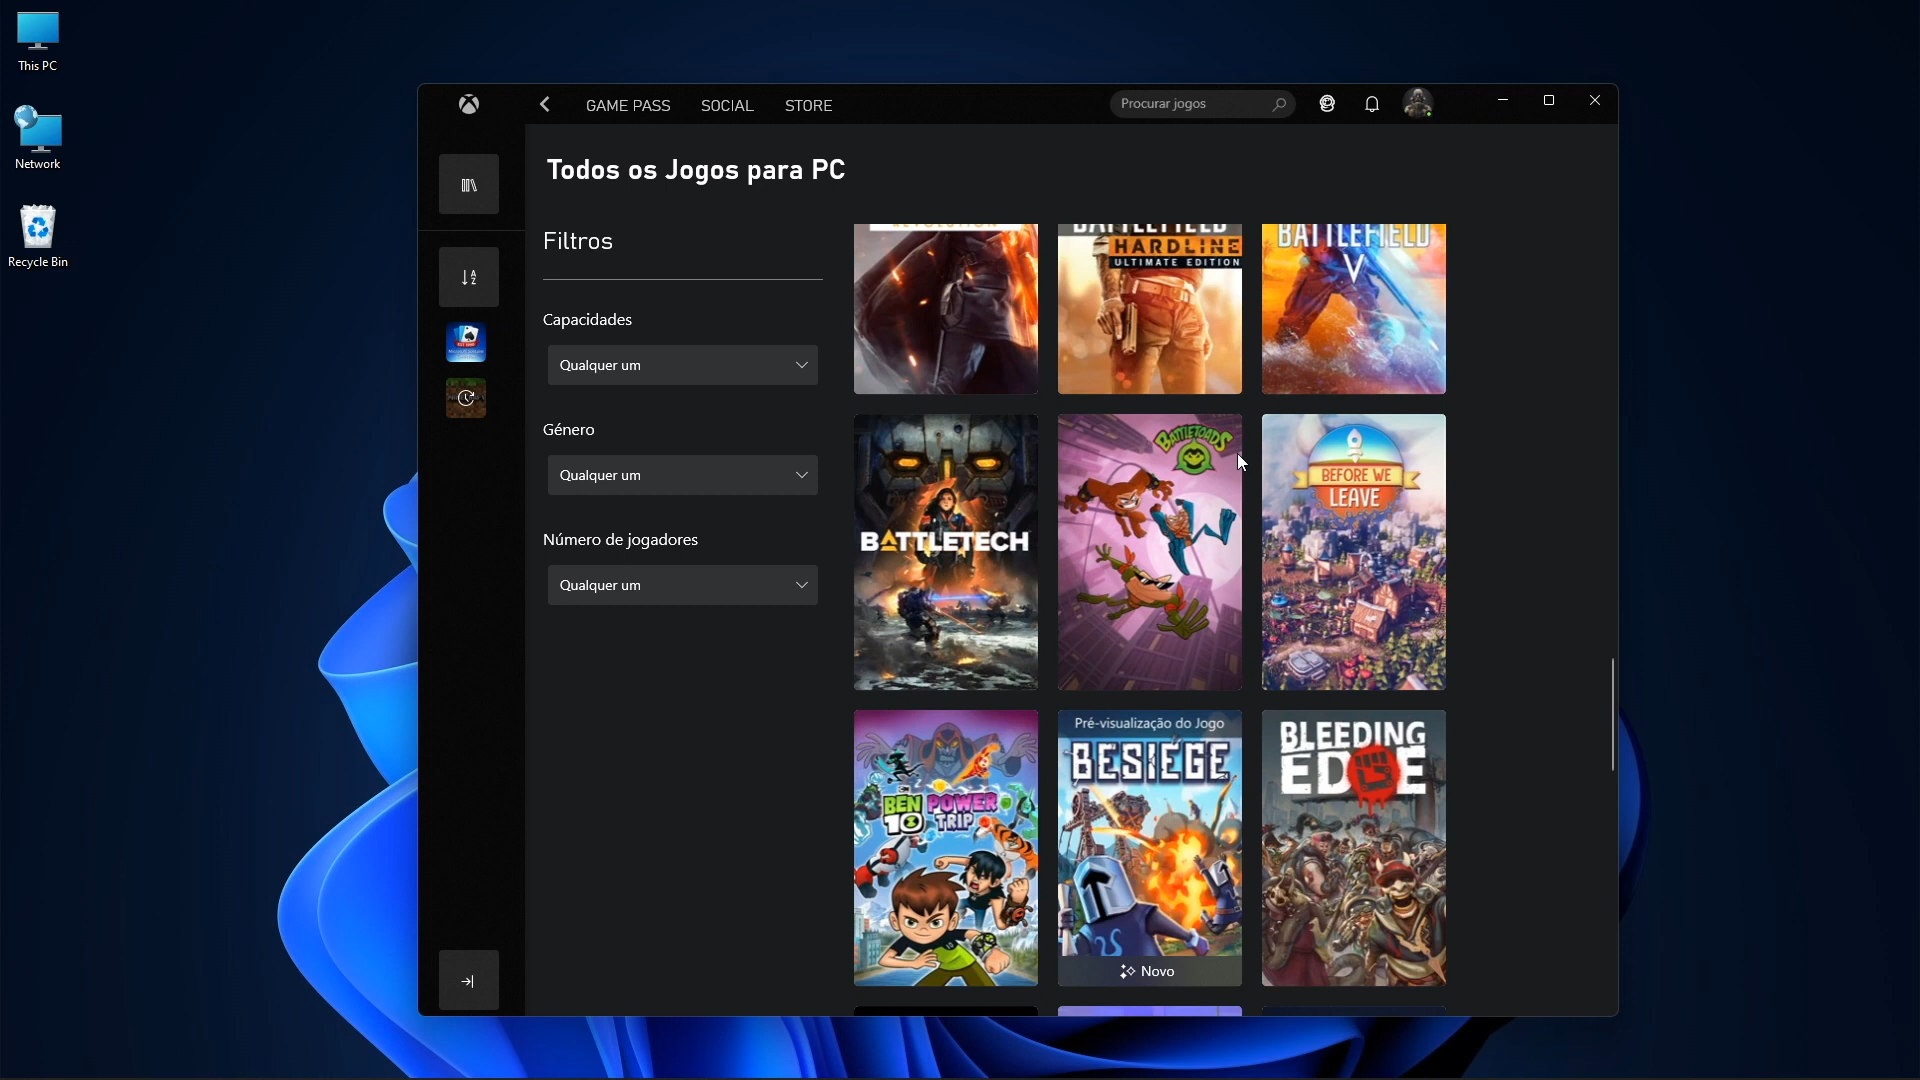 This PC
Network
Recycle Bin
GAME PASS
SOCIAL
STORE
Procurar jogos
Todos os Jogos para PC
Filtros
Capacidades
Qualquer um
Género
Qualquer um
Número de jogadores
Qualquer um
REVOLUTION
BATTLEFIELD
HARDLINE
ULTIMATE EDITION
BATTLEFIELD
V
BATTLETECH
BATTLETOADS
BEFORE WE
LEAVE
BEN
10
POWER
TRIP
Pré-visualização do Jogo
BESIEGE
Novo
BLEEDING
EDGE